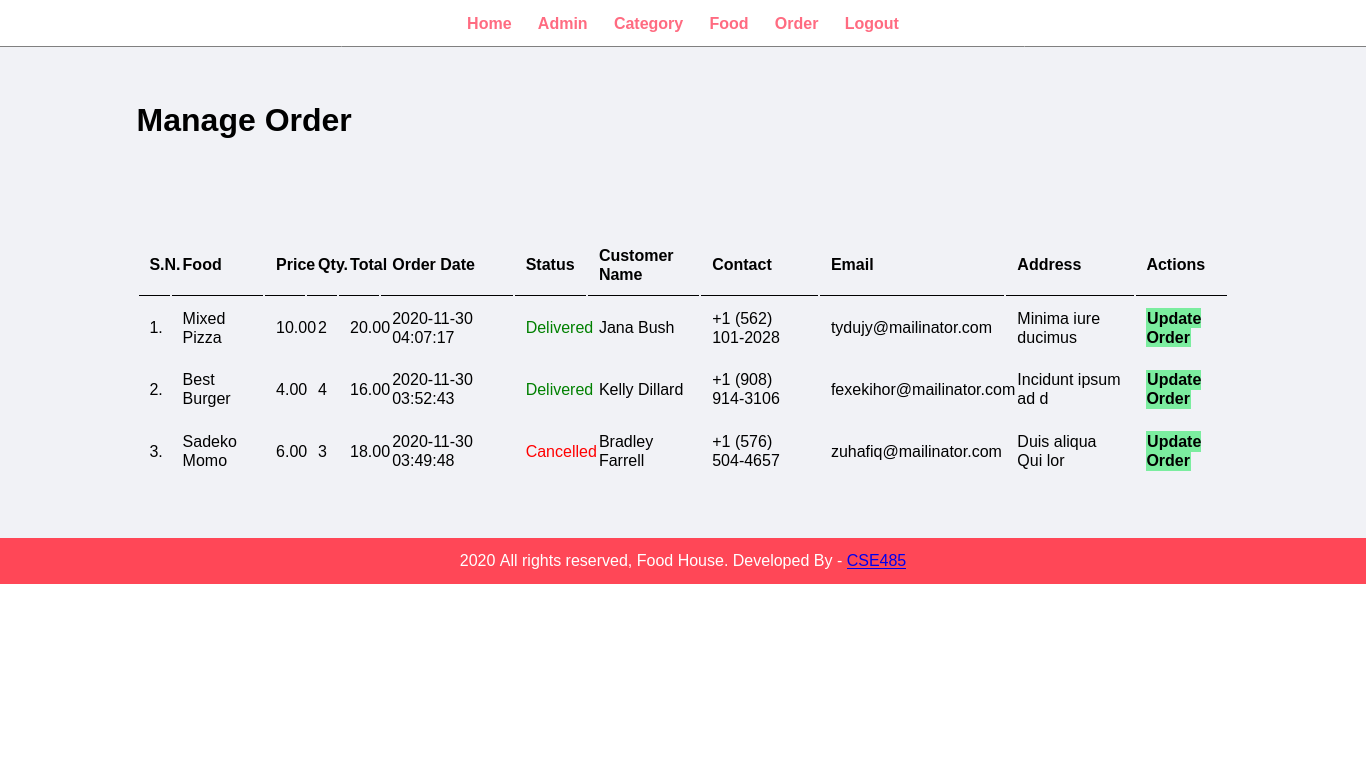 Home Admin Category Food Order Logout
Manage Order
S.N. Food Price Qty. Total Order Date Status Customer Name Contact Email Address Actions
1. Mixed Pizza 10.00 2 20.00 2020-11-30 04:07:17 Delivered Jana Bush +1 (562) 101-2028 tydujy@mailinator.com Minima iure ducimus Update Order
2. Best Burger 4.00 4 16.00 2020-11-30 03:52:43 Delivered Kelly Dillard +1 (908) 914-3106 fexekihor@mailinator.com Incidunt ipsum ad d Update Order
3. Sadeko Momo 6.00 3 18.00 2020-11-30 03:49:48 Cancelled Bradley Farrell +1 (576) 504-4657 zuhafiq@mailinator.com Duis aliqua Qui lor Update Order
2020 All rights reserved, Food House. Developed By - CSE485